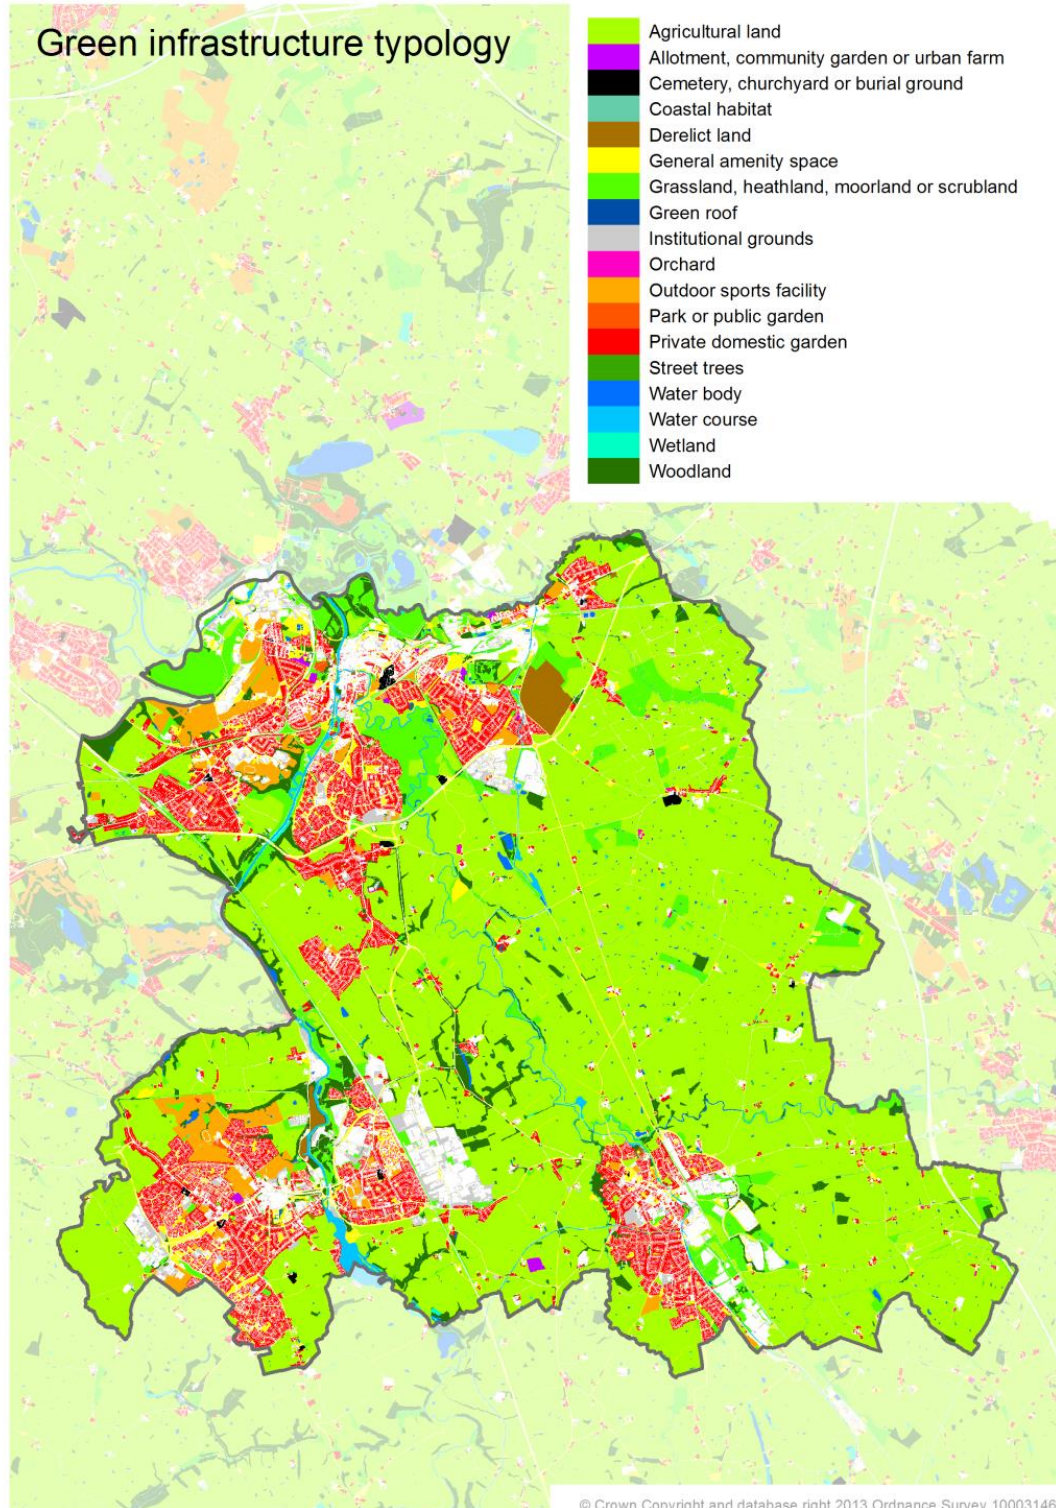 Green infrastructure typology
Agricultural land
Allotment, community garden or urban farm
Cemetery, churchyard or burial ground
Coastal habitat
Derelict land
General amenity space
Grassland, heathland, moorland or scrubland
Green roof
Institutional grounds
Orchard
Outdoor sports facility
Park or public garden
Private domestic garden
Street trees
Water body
Water course
Wetland
Woodland
© Crown Copyright and database right 2013 Ordnance Survey